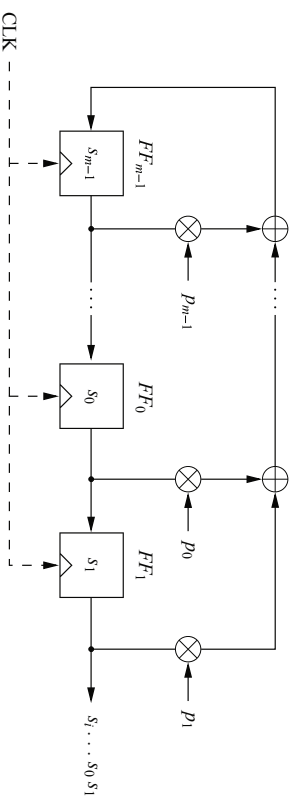 FF_{m−1}
FF_0
FF_1
s_{m−1}
s_0
s_1
p_{m−1}
p_0
p_1
. . . .
. . . .
s_i . . . s_0 s_1
CLK